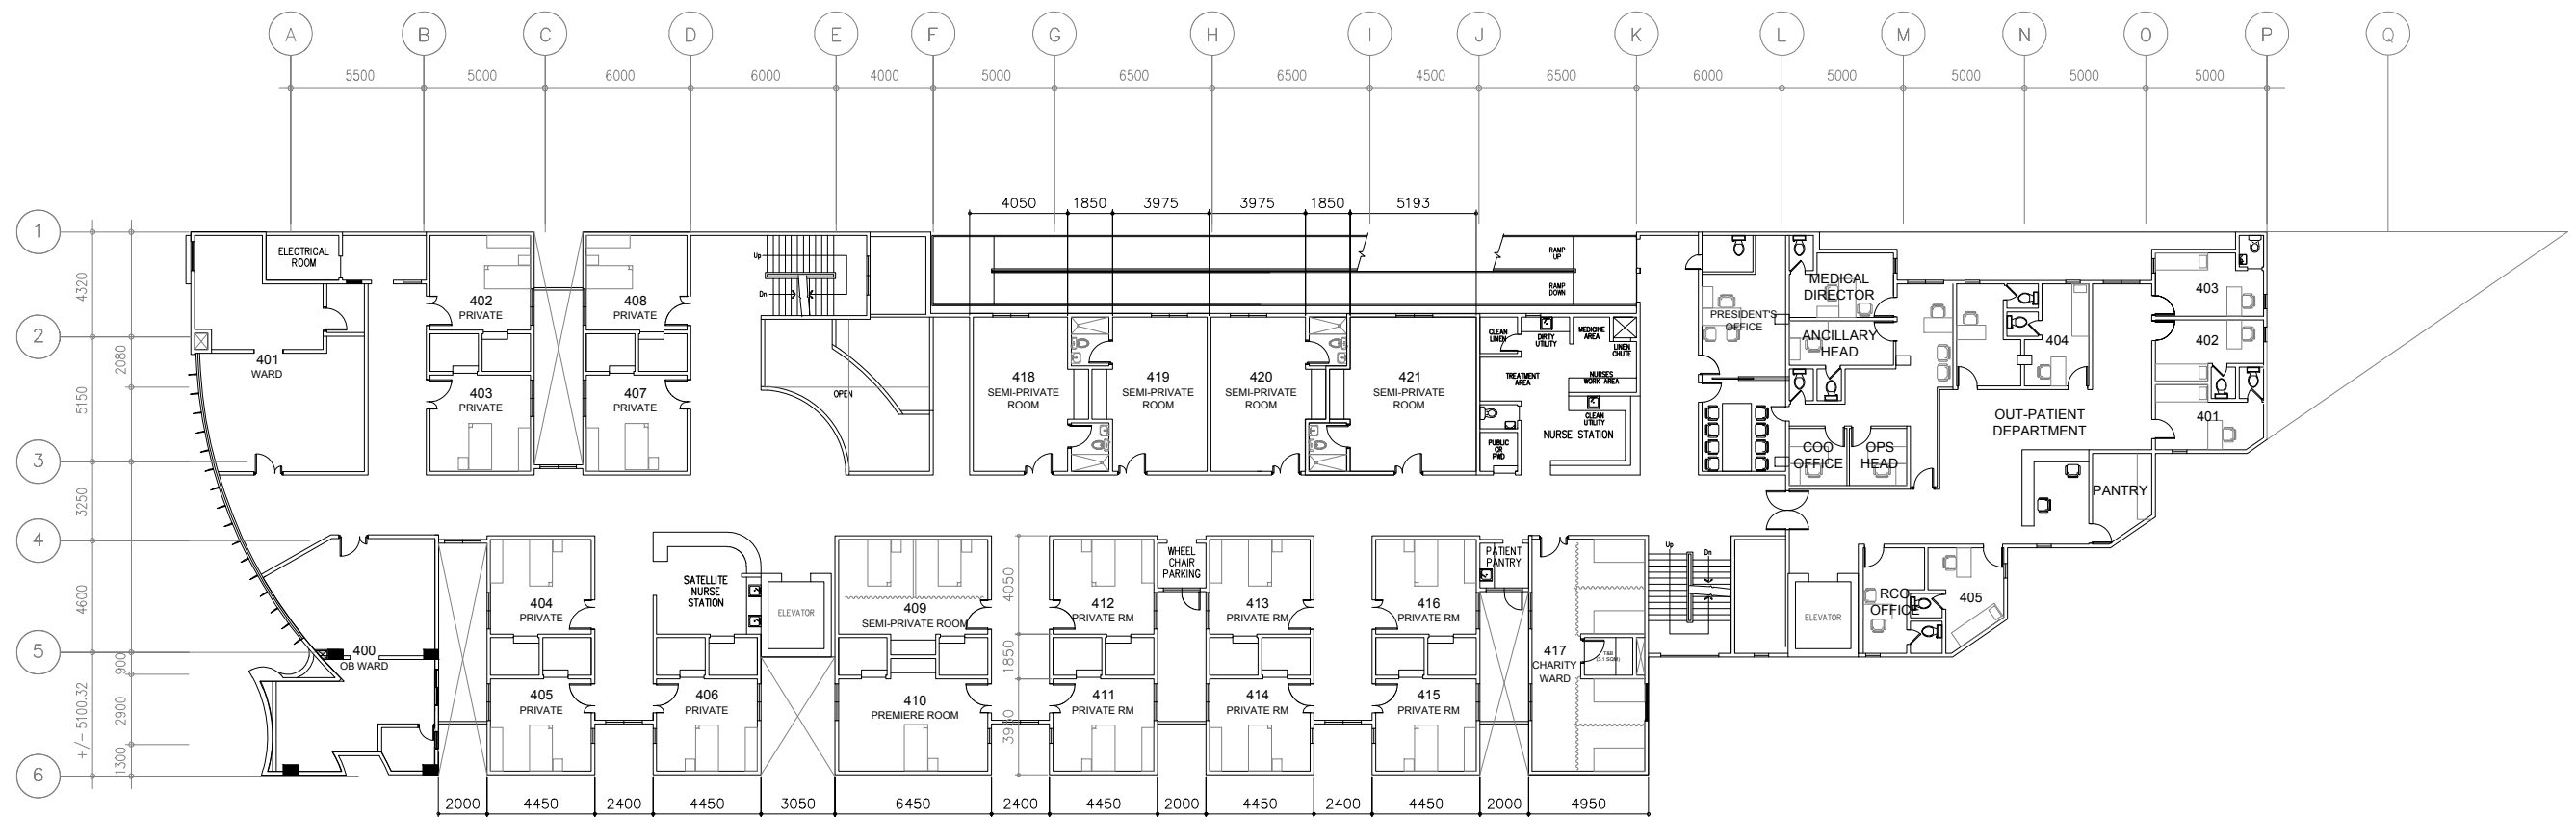 A B C D E F G H I J K L M N O P Q
5500 5000 6000 6000 4000 5000 6500 6500 4500 6500 6000 5000 5000 5000 5000
4050 1850 3975 3975 1850 5193
1
2
3
4
5
6
4320
5150
3250
4600
+/- 5100.32
2080
900
2900
1300
ELECTRICAL
ROOM
401
WARD
402
PRIVATE
403
PRIVATE
408
PRIVATE
407
PRIVATE
Up
Dn
OPEN
418
SEMI-PRIVATE
ROOM
419
SEMI-PRIVATE
ROOM
420
SEMI-PRIVATE
ROOM
421
SEMI-PRIVATE
ROOM
RAMP
UP
RAMP
DOWN
CLEAN
LINEN
DIRTY
UTILITY
MEDICINE
AREA
LINEN
CHUTE
TREATMENT
AREA
NURSES
WORK AREA
CLEAN
UTILITY
NURSE STATION
PUBLIC
CR
PWD
PRESIDENT'S
OFFICE
MEDICAL
DIRECTOR
ANCILLARY
HEAD
COO
OFFICE
OPS
HEAD
404
OUT-PATIENT
DEPARTMENT
403
402
401
PANTRY
400
OB WARD
404
PRIVATE
405
PRIVATE
SATELLITE
NURSE
STATION
ELEVATOR
406
PRIVATE
409
SEMI-PRIVATE ROOM
410
PREMIERE ROOM
4050
1850
412
PRIVATE RM
411
PRIVATE RM
WHEEL
CHAIR
PARKING
413
PRIVATE RM
414
PRIVATE RM
416
PRIVATE RM
415
PRIVATE RM
PATIENT
PANTRY
417
CHARITY
WARD
T&B
(3.1 SQM)
Up
Dn
ELEVATOR
RCO
OFFICE
405
2000 4450 2400 4450 3050 6450 2400 4450 2000 4450 2400 4450 2000 4950